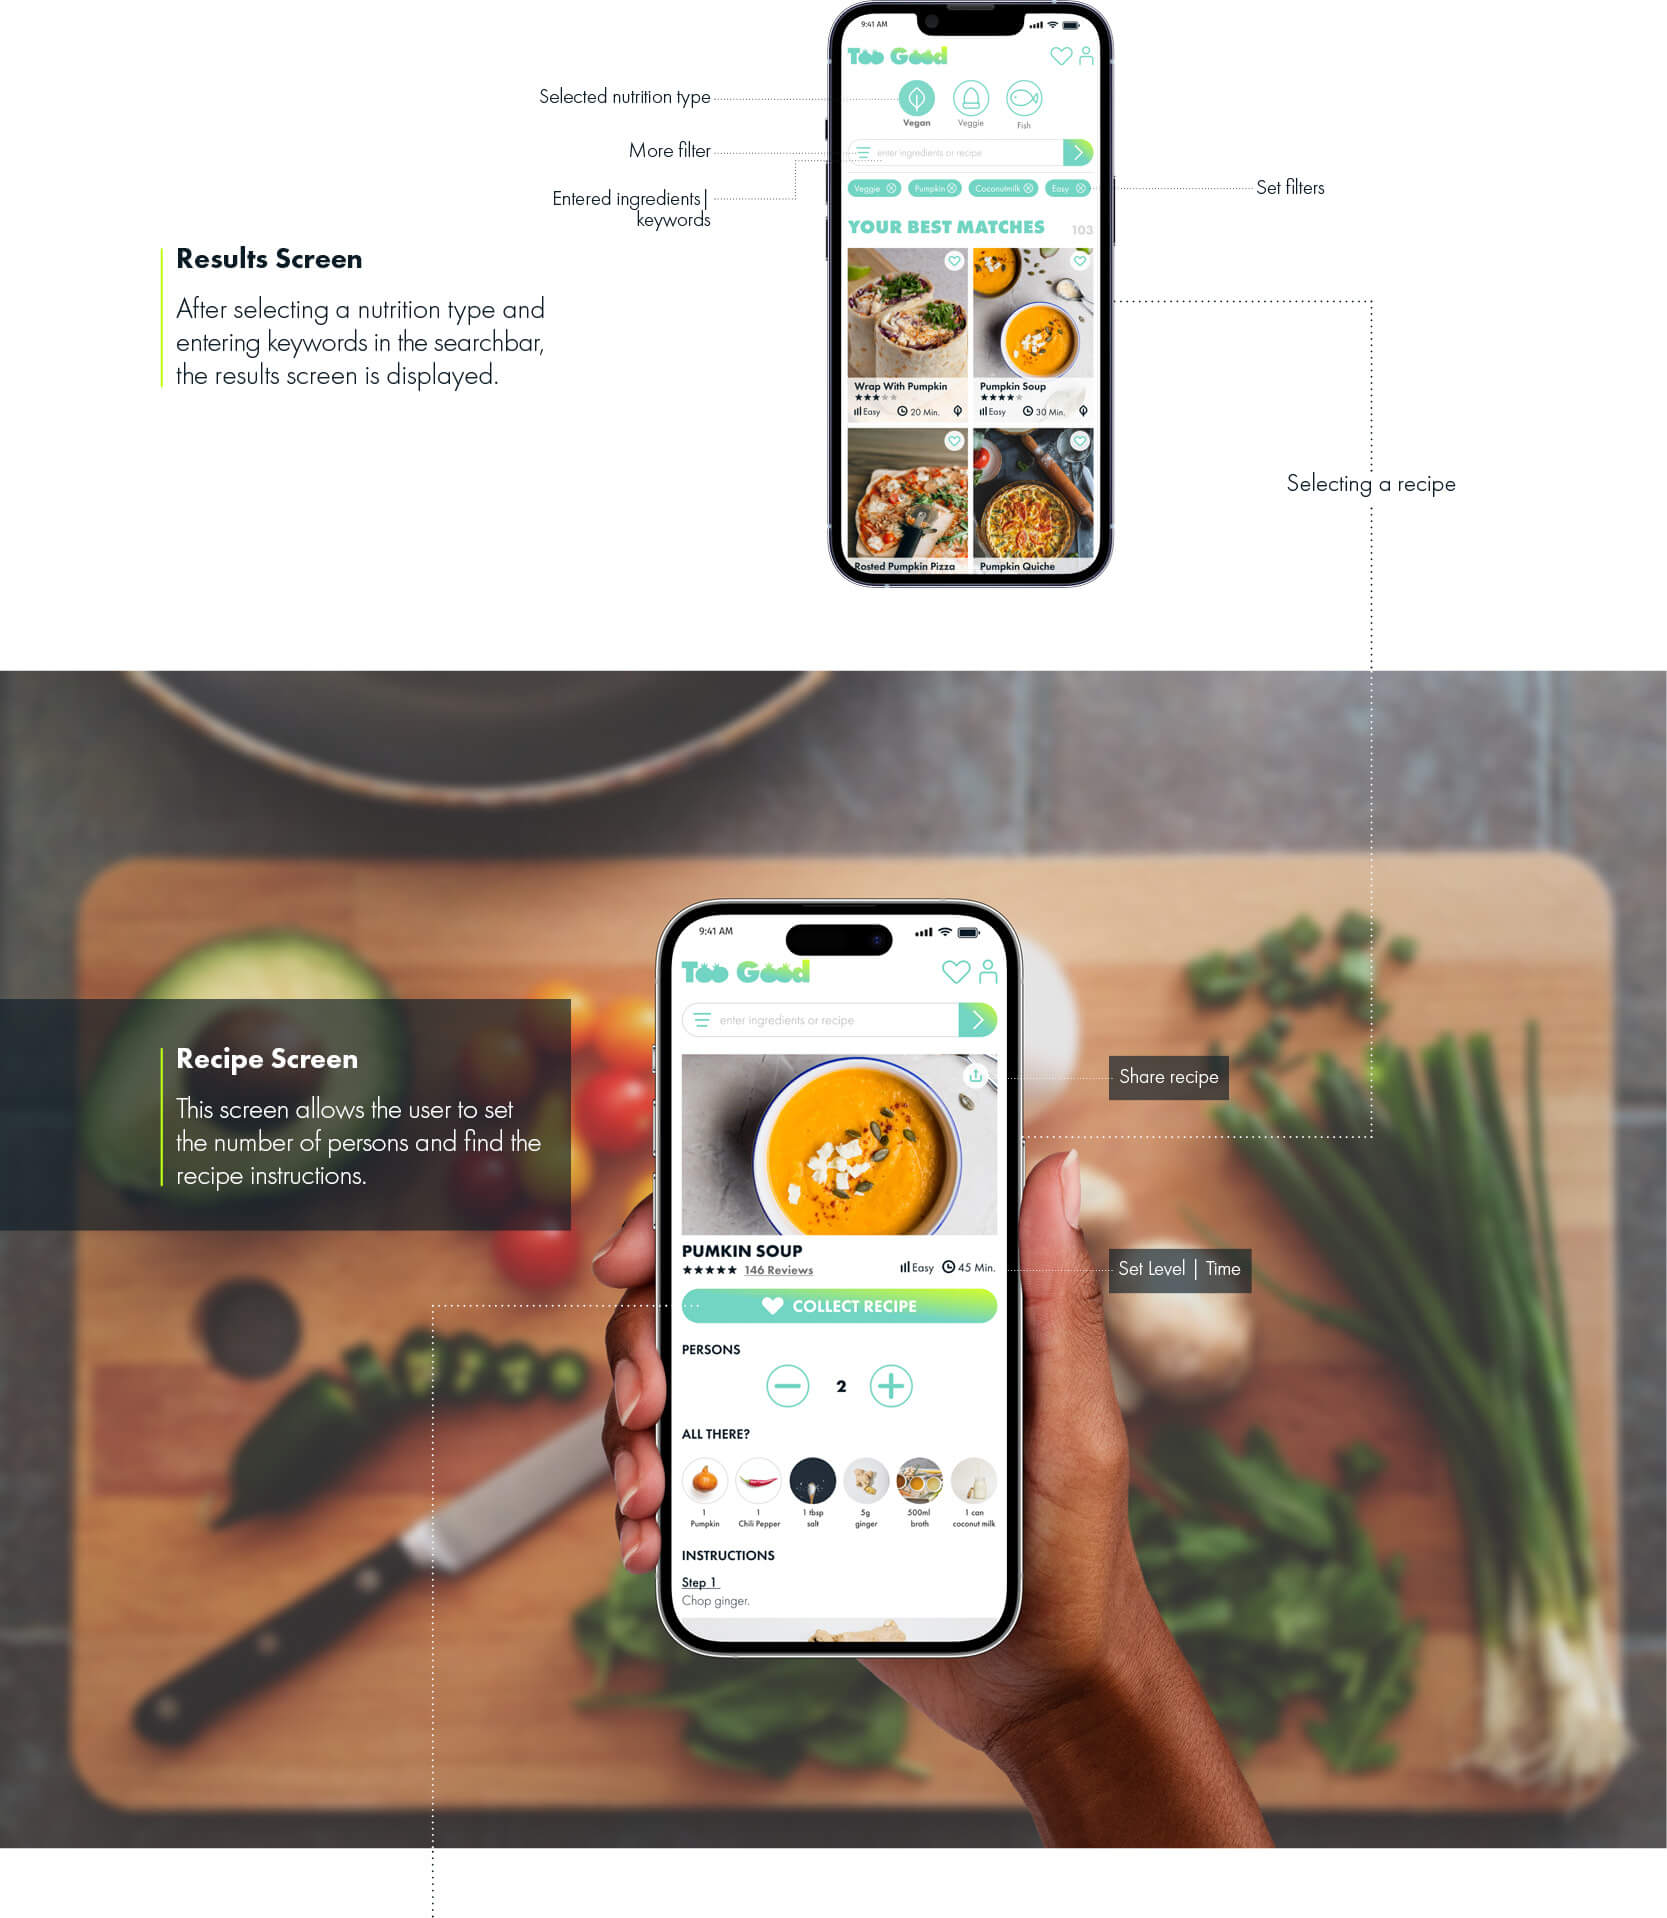 9:41 AM
Too Good
Selected nutrition type
Vegan
Veggie
Fish
More filter
enter ingredients or recipe
Entered ingredients|
keywords
Veggie
Pumpkin
Coconutmilk
Easy
Set filters
YOUR BEST MATCHES
103
Results Screen
After selecting a nutrition type and
entering keywords in the searchbar,
the results screen is displayed.
Wrap With Pumpkin
Easy
20 Min.
Pumpkin Soup
Easy
30 Min.
Selecting a recipe
Rosted Pumpkin Pizza
Pumpkin Quiche
9:41 AM
Too Good
enter ingredients or recipe
Recipe Screen
This screen allows the user to set
the number of persons and find the
recipe instructions.
Share recipe
PUMKIN SOUP
146 Reviews
Easy
45 Min.
Set Level | Time
COLLECT RECIPE
PERSONS
2
ALL THERE?
1
Pumpkin
1
Chili Pepper
1 tbsp
salt
5g
ginger
500ml
broth
1 can
coconut milk
INSTRUCTIONS
Step 1
Chop ginger.